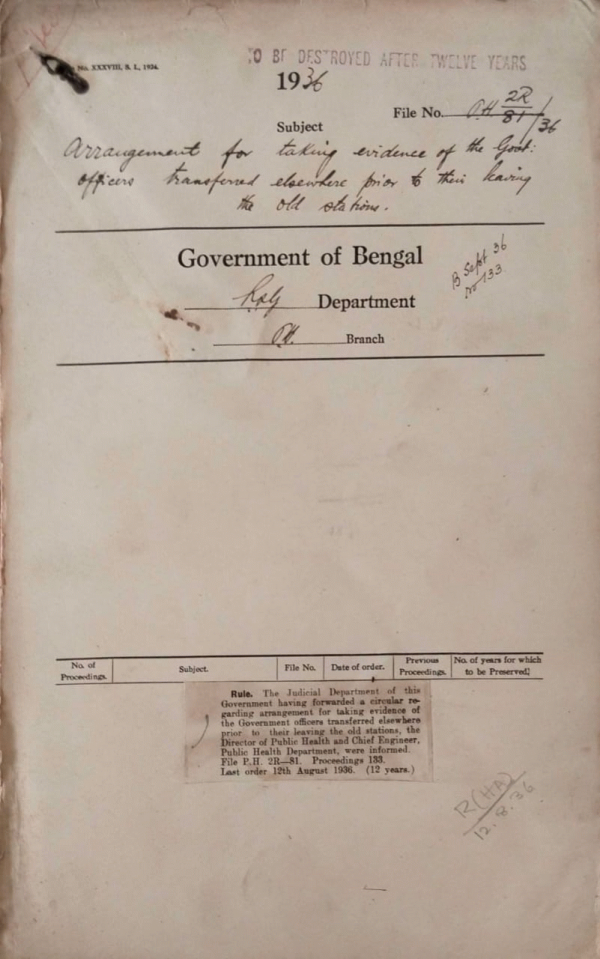 No. XXXVIII, S. I., 1934.
TO BE DESTROYED AFTER TWELVE YEARS
1936
File No. P.H 2R/81/36
Subject
Arrangement for taking evidence of the Govt:
officers transferred elsewhere prior to their leaving
the old stations.
Government of Bengal
B Sept 36
No 133
Department
P.H. Branch
No. of Proceedings. Subject. File No. Date of order. Previous Proceedings. No. of years for which to be Preserved.
Rule. The Judicial Department of this
Government having forwarded a circular re-
garding arrangement for taking evidence of
the Government officers transferred elsewhere
prior to their leaving the old stations, the
Director of Public Health and Chief Engineer,
Public Health Department, were informed.
File P.H. 2R—81. Proceedings 133.
Last order 12th August 1936. (12 years.)
R(HA)
12.8.36